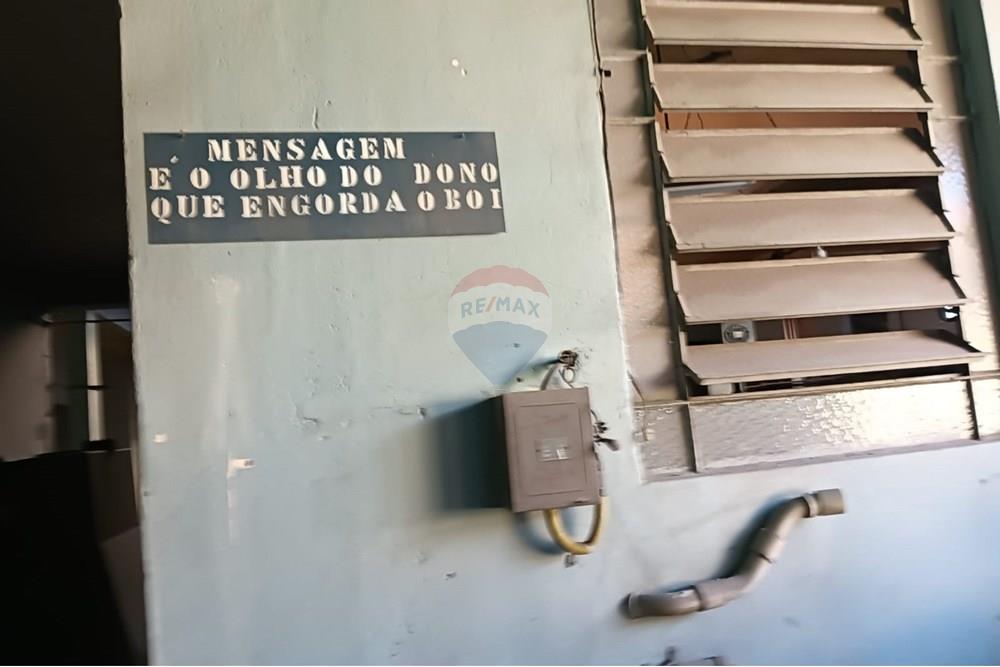 MENSAGEM
É O OLHO DO DONO
QUE ENGORDA O BOI
RE/MAX